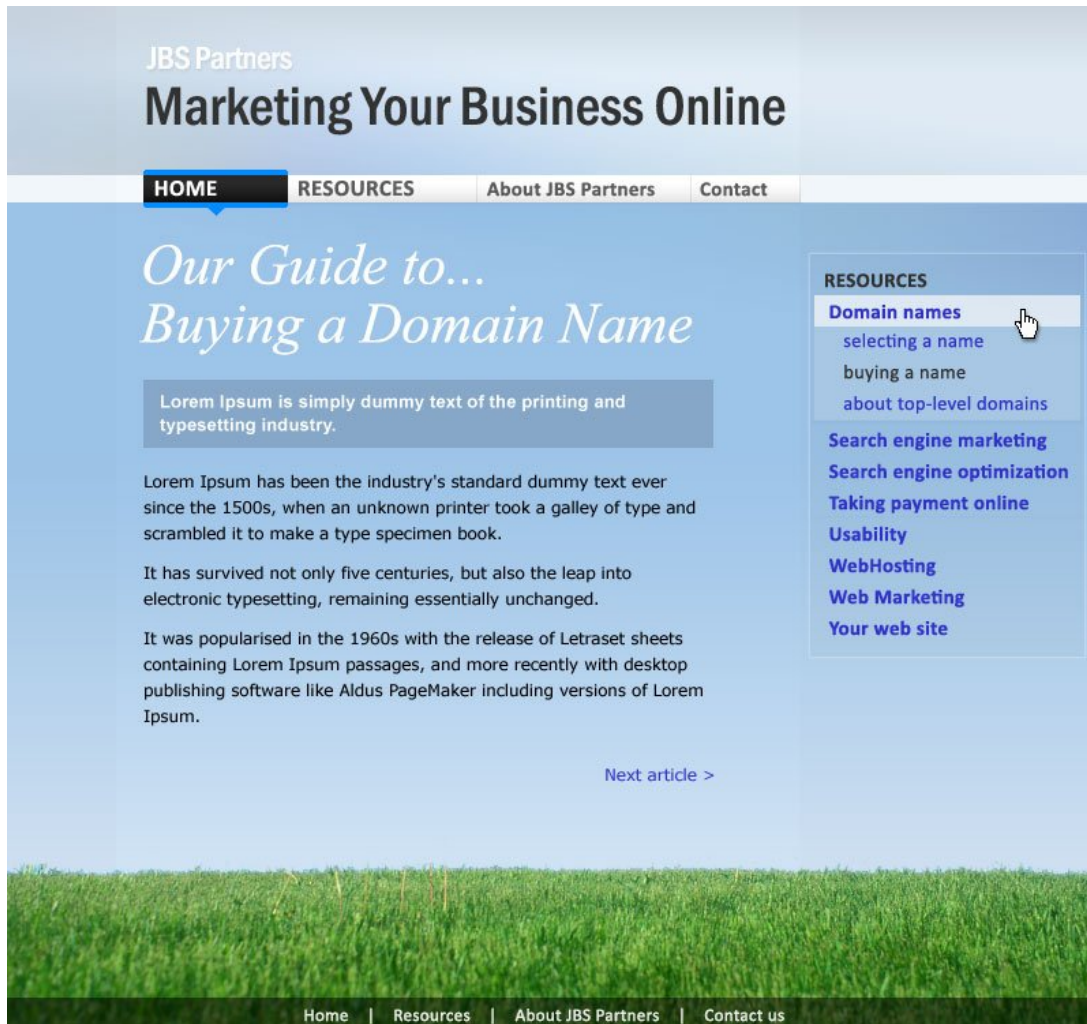 JBS Partners
Marketing Your Business Online
HOME RESOURCES About JBS Partners Contact
Our Guide to...
Buying a Domain Name
Lorem Ipsum is simply dummy text of the printing and
typesetting industry.
Lorem Ipsum has been the industry's standard dummy text ever
since the 1500s, when an unknown printer took a galley of type and
scrambled it to make a type specimen book.
It has survived not only five centuries, but also the leap into
electronic typesetting, remaining essentially unchanged.
It was popularised in the 1960s with the release of Letraset sheets
containing Lorem Ipsum passages, and more recently with desktop
publishing software like Aldus PageMaker including versions of Lorem
Ipsum.
Next article >
RESOURCES
Domain names
selecting a name
buying a name
about top-level domains
Search engine marketing
Search engine optimization
Taking payment online
Usability
WebHosting
Web Marketing
Your web site
Home | Resources | About JBS Partners | Contact us